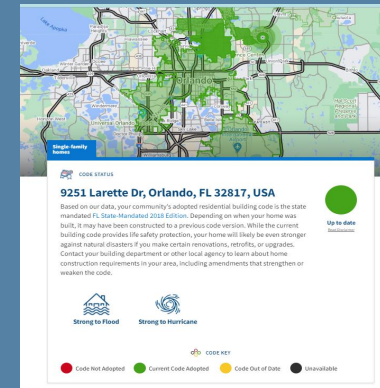 Orlando
Single-family
homes
CODE STATUS
9251 Larette Dr, Orlando, FL 32817, USA
Based on our data, your community's adopted residential building code is the state
mandated FL State-Mandated 2018 Edition. Depending on when your home was
built, it may have been constructed to a previous code version. While the current
building code provides life safety protection, your home will likely be even stronger
against natural disasters if you make certain renovations, retrofits, or upgrades.
Contact your building department or other local agency to learn about home
construction requirements in your area, including amendments that strengthen or
weaken the code.
Up to date
Strong to Flood
Strong to Hurricane
CODE KEY
Code Not Adopted
Current Code Adopted
Code Out of Date
Unavailable